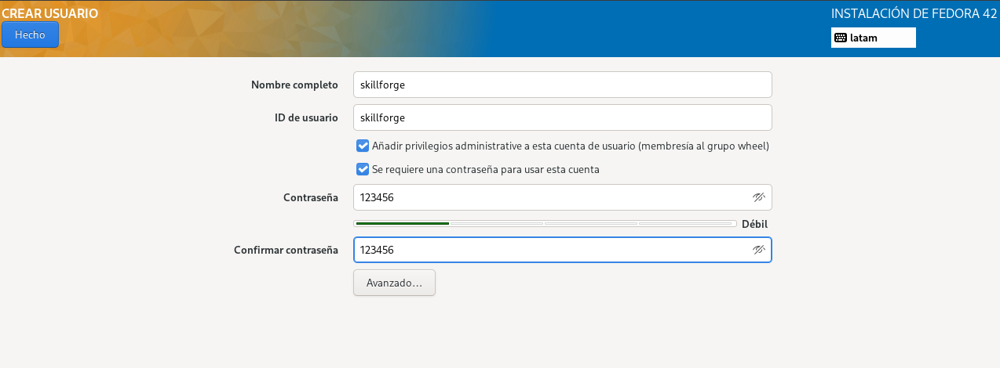 CREAR USUARIO
INSTALACIÓN DE FEDORA 42
Hecho
latam
Nombre completo
skillforge
ID de usuario
skillforge
Añadir privilegios administrative a esta cuenta de usuario (membresía al grupo wheel)
Se requiere una contraseña para usar esta cuenta
Contraseña
123456
Débil
Confirmar contraseña
123456
Avanzado...